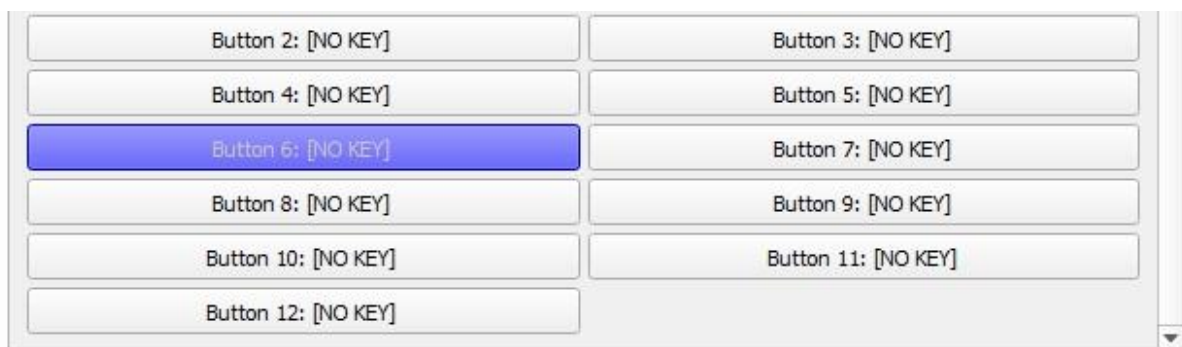 Button 2: [NO KEY]
Button 3: [NO KEY]
Button 4: [NO KEY]
Button 5: [NO KEY]
Button 6: [NO KEY]
Button 7: [NO KEY]
Button 8: [NO KEY]
Button 9: [NO KEY]
Button 10: [NO KEY]
Button 11: [NO KEY]
Button 12: [NO KEY]